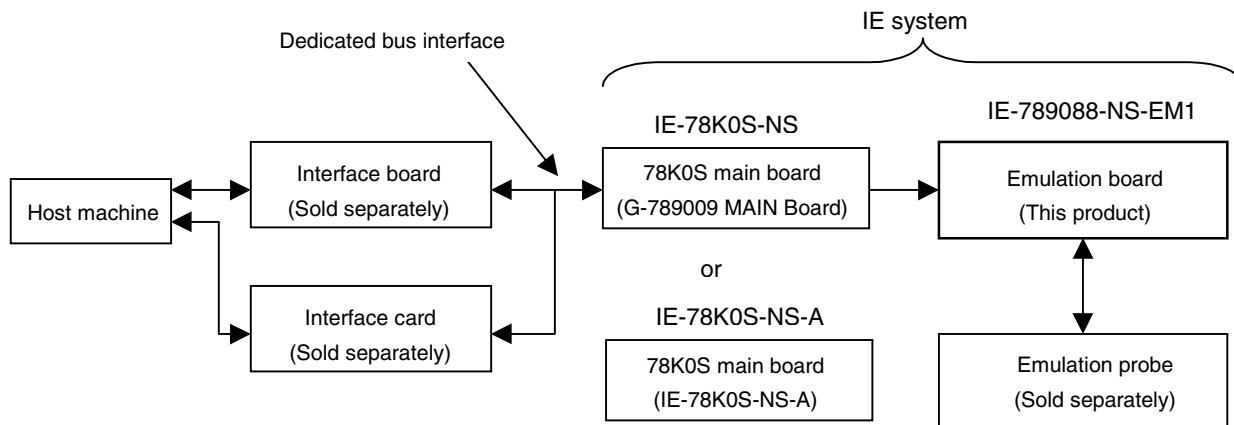 IE system
Dedicated bus interface
IE-78K0S-NS
IE-789088-NS-EM1
Host machine
Interface board
(Sold separately)
78K0S main board
(G-789009 MAIN Board)
Emulation board
(This product)
or
Interface card
(Sold separately)
IE-78K0S-NS-A
78K0S main board
(IE-78K0S-NS-A)
Emulation probe
(Sold separately)